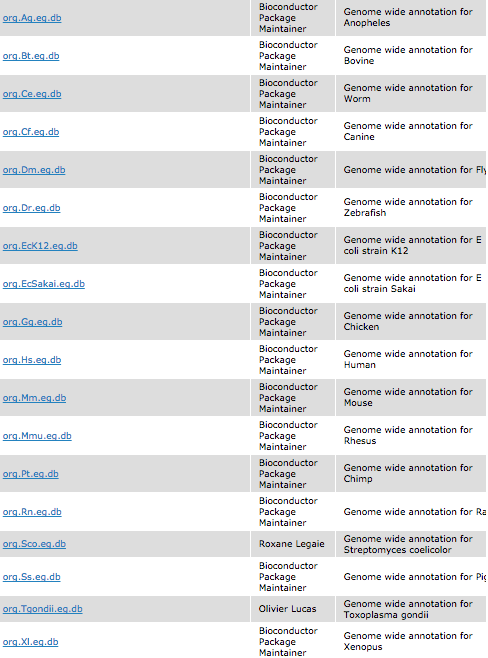 org.Ag.eg.db
Bioconductor
Package
Maintainer
Genome wide annotation for
Anopheles
org.Bt.eg.db
Bioconductor
Package
Maintainer
Genome wide annotation for
Bovine
org.Ce.eg.db
Bioconductor
Package
Maintainer
Genome wide annotation for
Worm
org.Cf.eg.db
Bioconductor
Package
Maintainer
Genome wide annotation for
Canine
org.Dm.eg.db
Bioconductor
Package
Maintainer
Genome wide annotation for Fly
org.Dr.eg.db
Bioconductor
Package
Maintainer
Genome wide annotation for
Zebrafish
org.EcK12.eg.db
Bioconductor
Package
Maintainer
Genome wide annotation for E
coli strain K12
org.EcSakai.eg.db
Bioconductor
Package
Maintainer
Genome wide annotation for E
coli strain Sakai
org.Gg.eg.db
Bioconductor
Package
Maintainer
Genome wide annotation for
Chicken
org.Hs.eg.db
Bioconductor
Package
Maintainer
Genome wide annotation for
Human
org.Mm.eg.db
Bioconductor
Package
Maintainer
Genome wide annotation for
Mouse
org.Mmu.eg.db
Bioconductor
Package
Maintainer
Genome wide annotation for
Rhesus
org.Pt.eg.db
Bioconductor
Package
Maintainer
Genome wide annotation for
Chimp
org.Rn.eg.db
Bioconductor
Package
Maintainer
Genome wide annotation for Ra
org.Sco.eg.db
Roxane Legaie
Genome wide annotation for
Streptomyces coelicolor
org.Ss.eg.db
Bioconductor
Package
Maintainer
Genome wide annotation for Pig
org.Tgondii.eg.db
Olivier Lucas
Genome wide annotation for
Toxoplasma gondii
org.Xl.eg.db
Bioconductor
Package
Maintainer
Genome wide annotation for
Xenopus